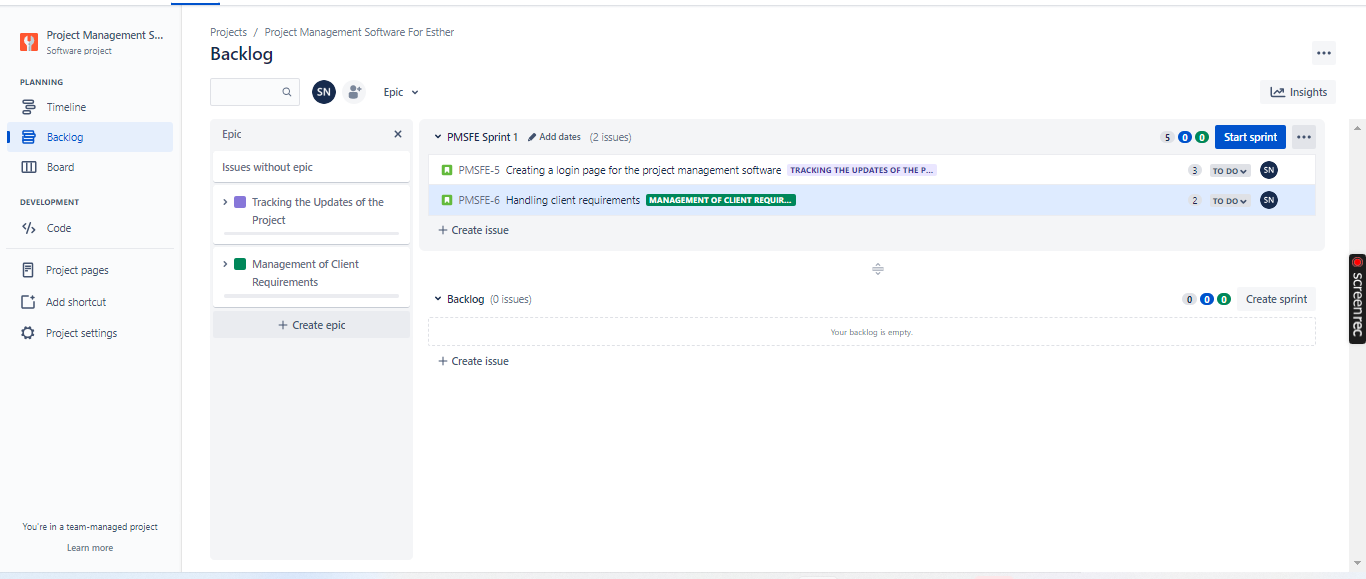 Project Management S...
Software project
PLANNING
Timeline
Backlog
Board
DEVELOPMENT
Code
Project pages
Add shortcut
Project settings
You're in a team-managed project
Learn more
Projects / Project Management Software For Esther
Backlog
SN
Epic
Insights
Epic
Issues without epic
Tracking the Updates of the
Project
Management of Client
Requirements
Create epic
PMSFE Sprint 1 Add dates (2 issues) 5 0 0 Start sprint
PMSFE-5 Creating a login page for the project management software TRACKING THE UPDATES OF THE P... 3 TO DO SN
PMSFE-6 Handling client requirements MANAGEMENT OF CLIENT REQUIR... 2 TO DO SN
Create issue
Backlog (0 issues) 0 0 0 Create sprint
Your backlog is empty.
Create issue
screenrec